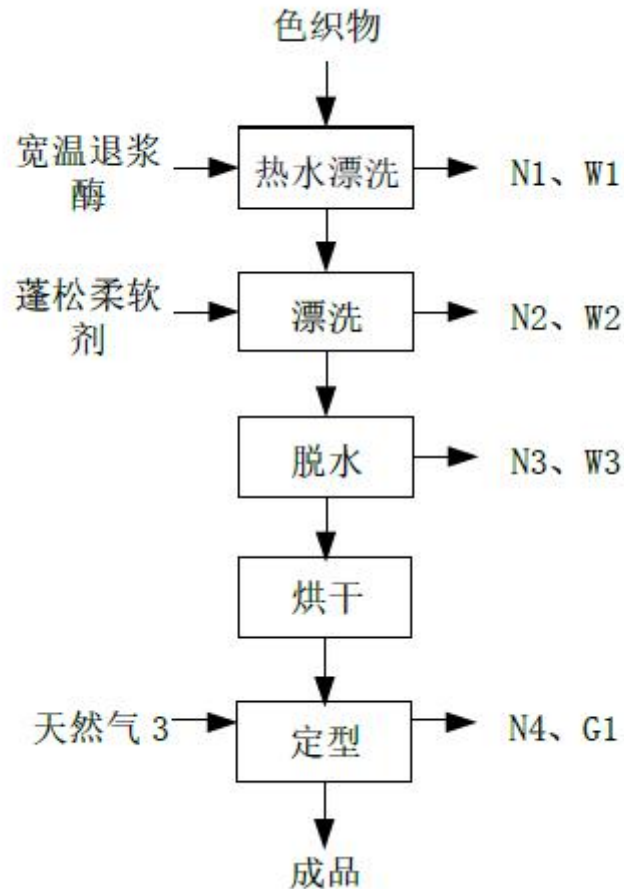 色织物
宽温退浆
酶
热水漂洗
N1、W1
蓬松柔软
剂
漂洗
N2、W2
脱水
N3、W3
烘干
天然气3
定型
N4、G1
成品